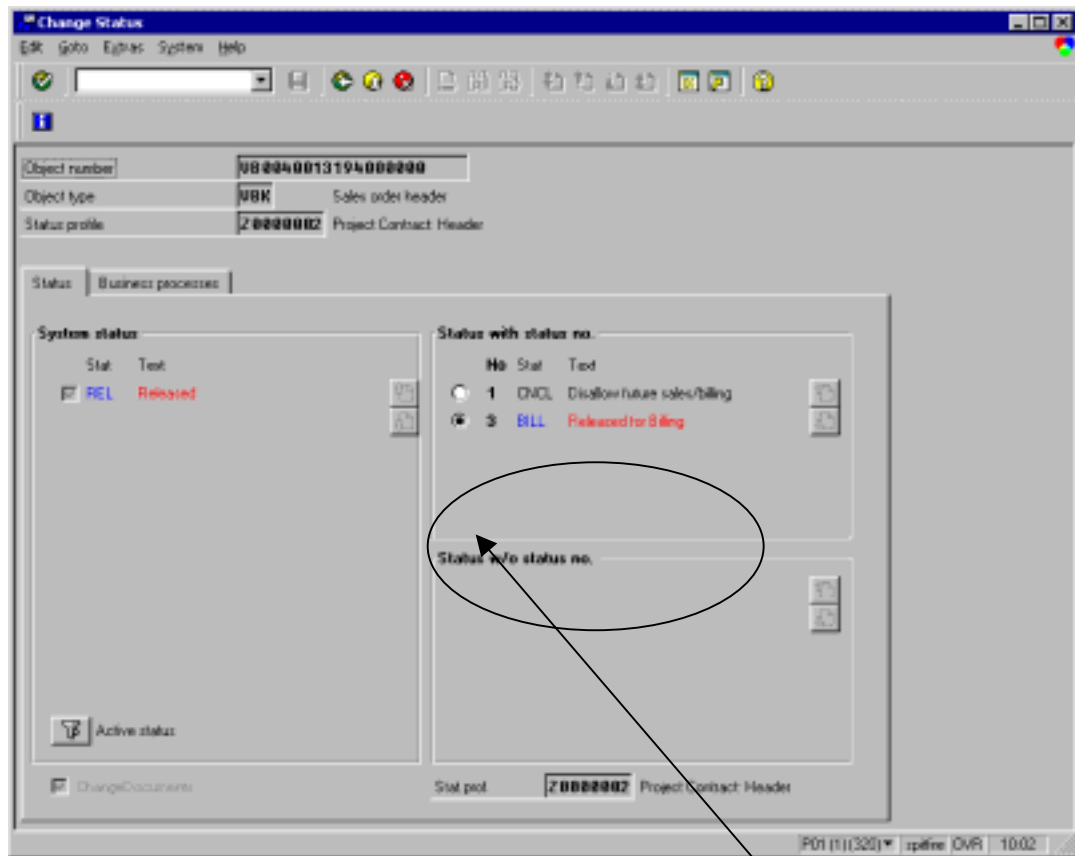 Change Status
Edit Goto Extras System Help
Object number VB0040013194000000
Object type VBK Sales order header
Status profile Z0000002 Project Contract: Header
Status Business processes
System status
Stat Text
REL Released
Active status
ChangeDocuments
Status with status no.
No Stat Text
1 CNCL Disallow future sales/billing
3 BILL Released for Billing
Status w/o status no.
Stat.prof. Z0000002 Project Contract: Header
P01 (1) (320) spitfire OVR 10:02